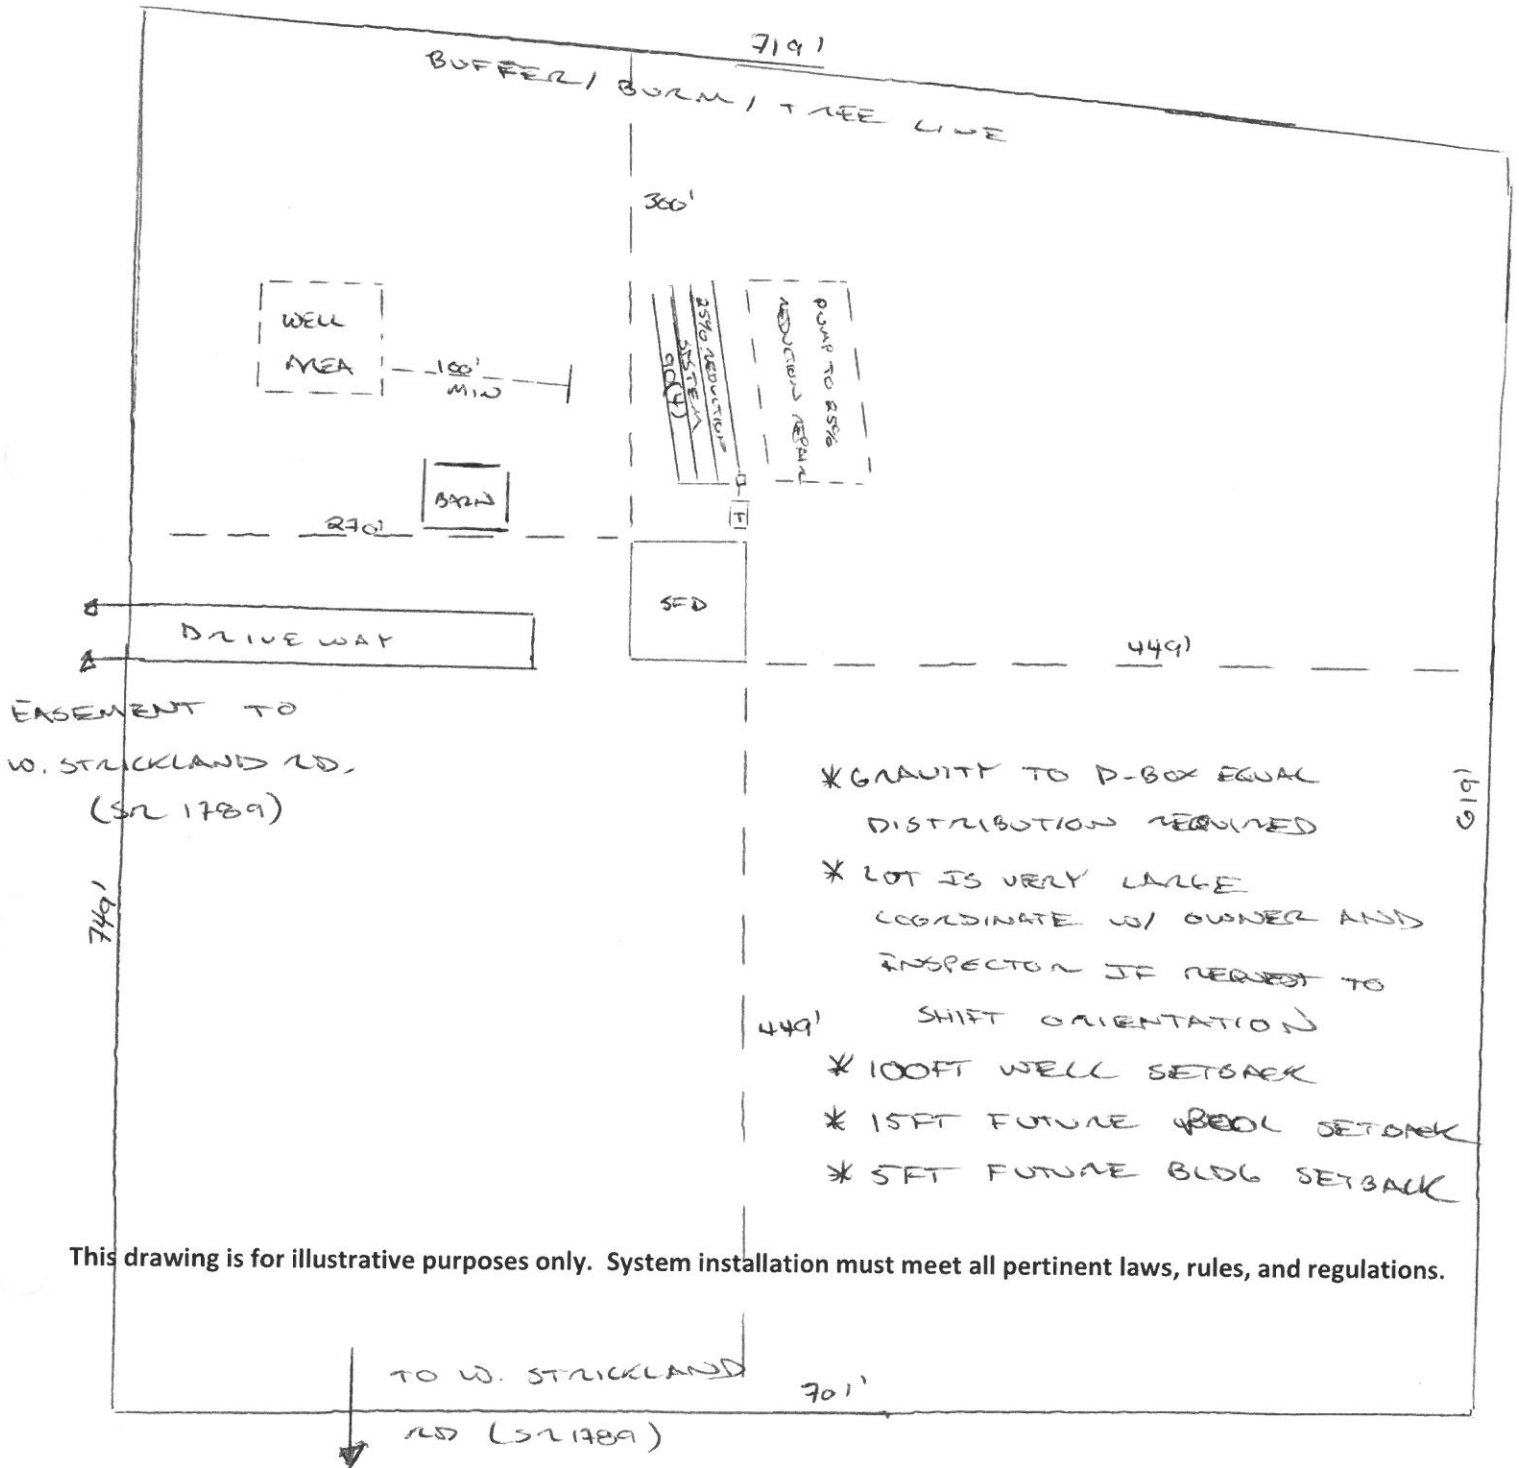 719'
BUFFER/ BURM/ TREE LINE
300'
WELL
AREA
100'
MIN
25% REDUCTION
SYSTEM
90(4)
PUMP TO 25%
REDUCTION REPAIR
BARN
T
270'
SFD
DRIVEWAY
449'
EASEMENT TO
W. STRICKLAND RD.
(SR 1789)
749'
619'
* GRAVITY TO D-BOX EQUAL
DISTRIBUTION REQUIRED
* LOT IS VERY LARGE
COORDINATE W/ OWNER AND
INSPECTOR IF REQUEST TO
SHIFT ORIENTATION
449'
* 100FT WELL SETBACK
* 15FT FUTURE POOL SETBACK
* 5FT FUTURE BLDG SETBACK
This drawing is for illustrative purposes only. System installation must meet all pertinent laws, rules, and regulations.
TO W. STRICKLAND
RD (SR 1789)
701'